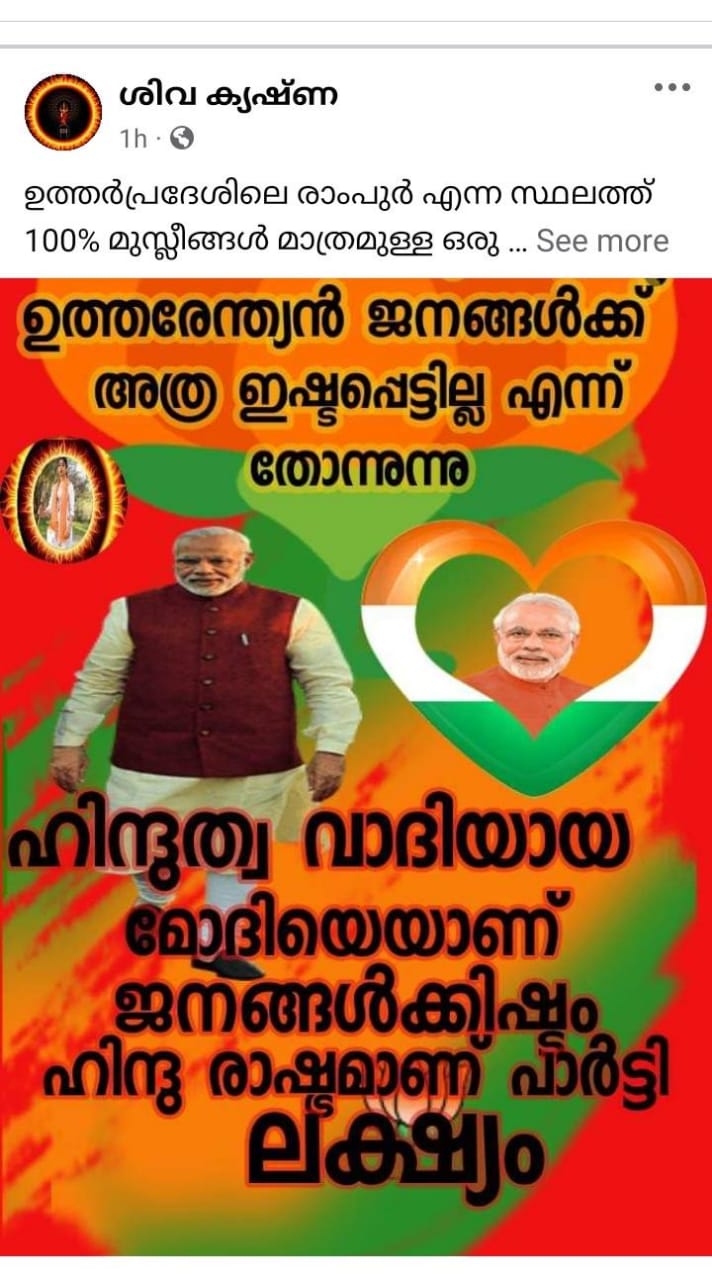 ശിവ കൃഷ്ണ
1h ·
ഉത്തർപ്രദേശിലെ രാംപുർ എന്ന സ്ഥലത്ത്
100% മുസ്ലീങ്ങൾ മാത്രമുള്ള ഒരു ... See more
ഉത്തരേന്ത്യൻ ജനങ്ങൾക്ക്
അത്ര ഇഷ്ടപ്പെട്ടില്ല എന്ന്
തോന്നുന്നു
ഹിന്ദുത്വ വാദിയായ
മോദിയെയാണ്
ജനങ്ങൾക്കിഷ്ടം
ഹിന്ദു രാഷ്ട്രമാണ് പാർട്ടി
ലക്ഷ്യം